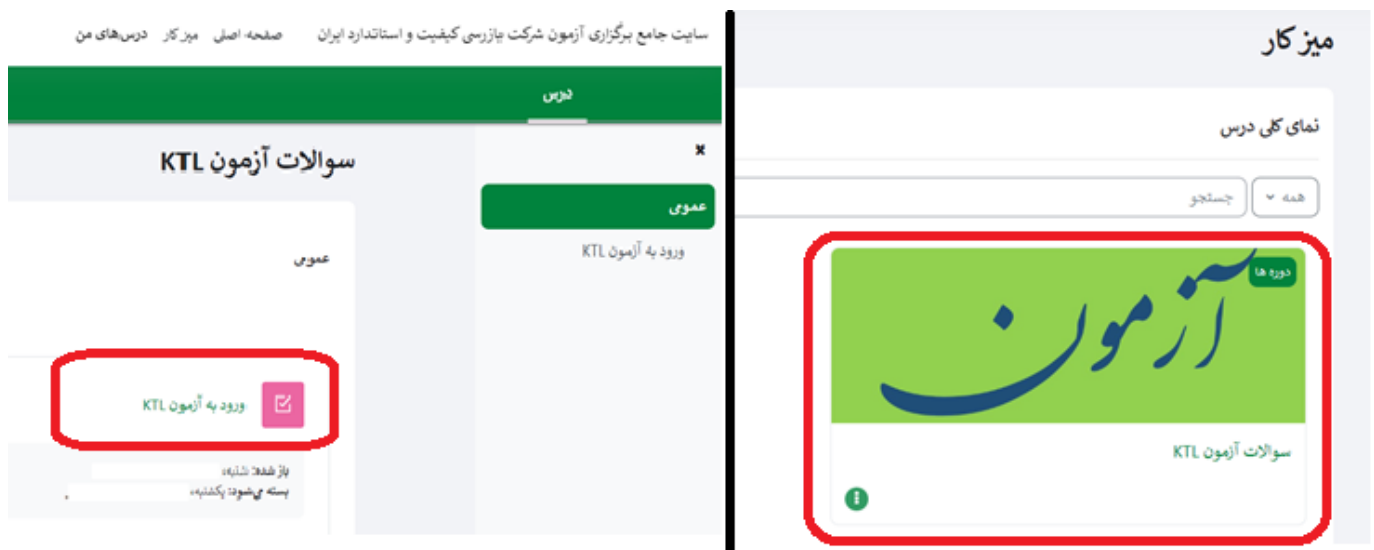 میز کار
نمای کلی درس
همه
جستجو
دوره ها
آزمون
سوالات آزمون KTL
سایت جامع برگزاری آزمون شرکت بازرسی کیفیت و استاندارد ایران
صفحه اصلی میز کار درس‌های من
درس
x
عمومی
ورود به آزمون KTL
سوالات آزمون KTL
عمومی
ورود به آزمون KTL
باز شده: شنبه،
بسته می‌شود: یکشنبه،